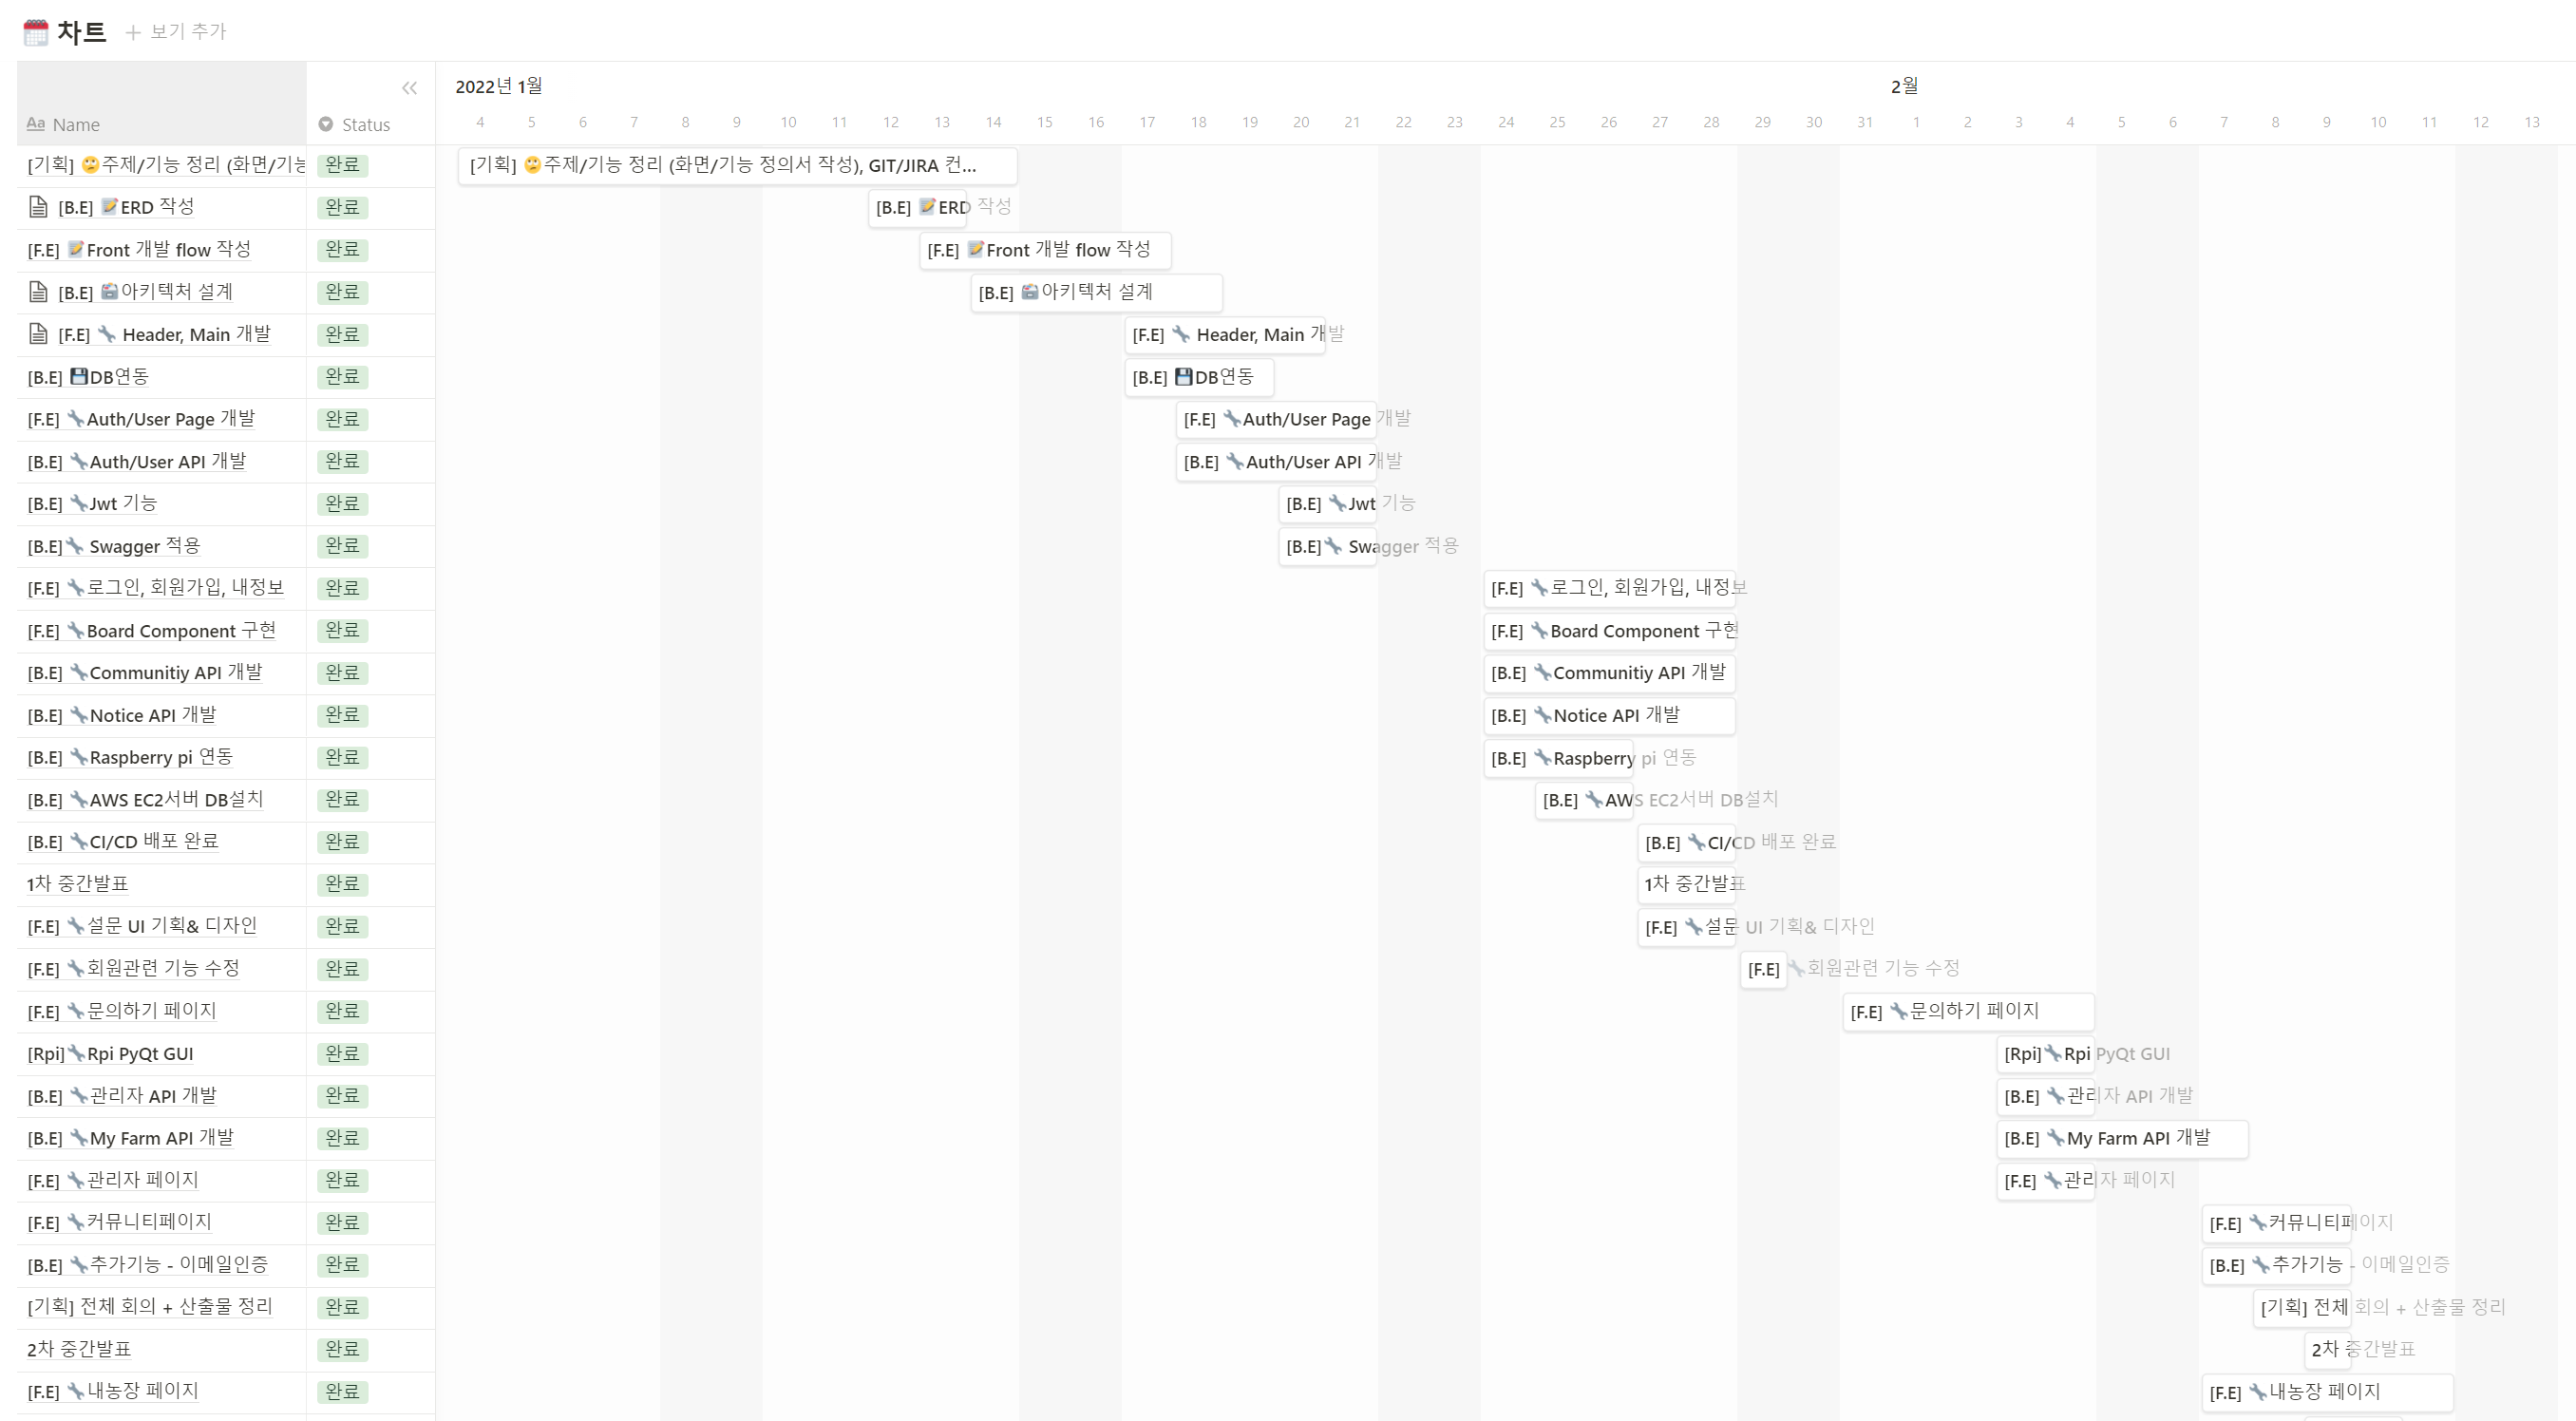 차트 + 보기 추가
2022년 1월 2월
Aa Name Status 4 5 6 7 8 9 10 11 12 13 14 15 16 17 18 19 20 21 22 23 24 25 26 27 28 29 30 31 1 2 3 4 5 6 7 8 9 10 11 12 13
[기획] 🙄주제/기능 정리 (화면/기능 완료 [기획] 🙄주제/기능 정리 (화면/기능 정의서 작성), GIT/JIRA 컨...
[B.E] 📝ERD 작성 완료 [B.E] 📝ERD 작성
[F.E] 📝Front 개발 flow 작성 완료 [F.E] 📝Front 개발 flow 작성
[B.E] 🗃아키텍처 설계 완료 [B.E] 🗃아키텍처 설계
[F.E] 🔧 Header, Main 개발 완료 [F.E] 🔧 Header, Main 개발
[B.E] 💾DB연동 완료 [B.E] 💾DB연동
[F.E] 🔧Auth/User Page 개발 완료 [F.E] 🔧Auth/User Page 개발
[B.E] 🔧Auth/User API 개발 완료 [B.E] 🔧Auth/User API 개발
[B.E] 🔧Jwt 기능 완료 [B.E] 🔧Jwt 기능
[B.E]🔧 Swagger 적용 완료 [B.E]🔧 Swagger 적용
[F.E] 🔧로그인, 회원가입, 내정보 완료 [F.E] 🔧로그인, 회원가입, 내정보
[F.E] 🔧Board Component 구현 완료 [F.E] 🔧Board Component 구현
[B.E] 🔧Communitiy API 개발 완료 [B.E] 🔧Communitiy API 개발
[B.E] 🔧Notice API 개발 완료 [B.E] 🔧Notice API 개발
[B.E] 🔧Raspberry pi 연동 완료 [B.E] 🔧Raspberry pi 연동
[B.E] 🔧AWS EC2서버 DB설치 완료 [B.E] 🔧AWS EC2서버 DB설치
[B.E] 🔧CI/CD 배포 완료 완료 [B.E] 🔧CI/CD 배포 완료
1차 중간발표 완료 1차 중간발표
[F.E] 🔧설문 UI 기획& 디자인 완료 [F.E] 🔧설문 UI 기획& 디자인
[F.E] 🔧회원관련 기능 수정 완료 [F.E] 🔧회원관련 기능 수정
[F.E] 🔧문의하기 페이지 완료 [F.E] 🔧문의하기 페이지
[Rpi]🔧Rpi PyQt GUI 완료 [Rpi]🔧Rpi PyQt GUI
[B.E] 🔧관리자 API 개발 완료 [B.E] 🔧관리자 API 개발
[B.E] 🔧My Farm API 개발 완료 [B.E] 🔧My Farm API 개발
[F.E] 🔧관리자 페이지 완료 [F.E] 🔧관리자 페이지
[F.E] 🔧커뮤니티페이지 완료 [F.E] 🔧커뮤니티페이지
[B.E] 🔧추가기능 - 이메일인증 완료 [B.E] 🔧추가기능 - 이메일인증
[기획] 전체 회의 + 산출물 정리 완료 [기획] 전체 회의 + 산출물 정리
2차 중간발표 완료 2차 중간발표
[F.E] 🔧내농장 페이지 완료 [F.E] 🔧내농장 페이지